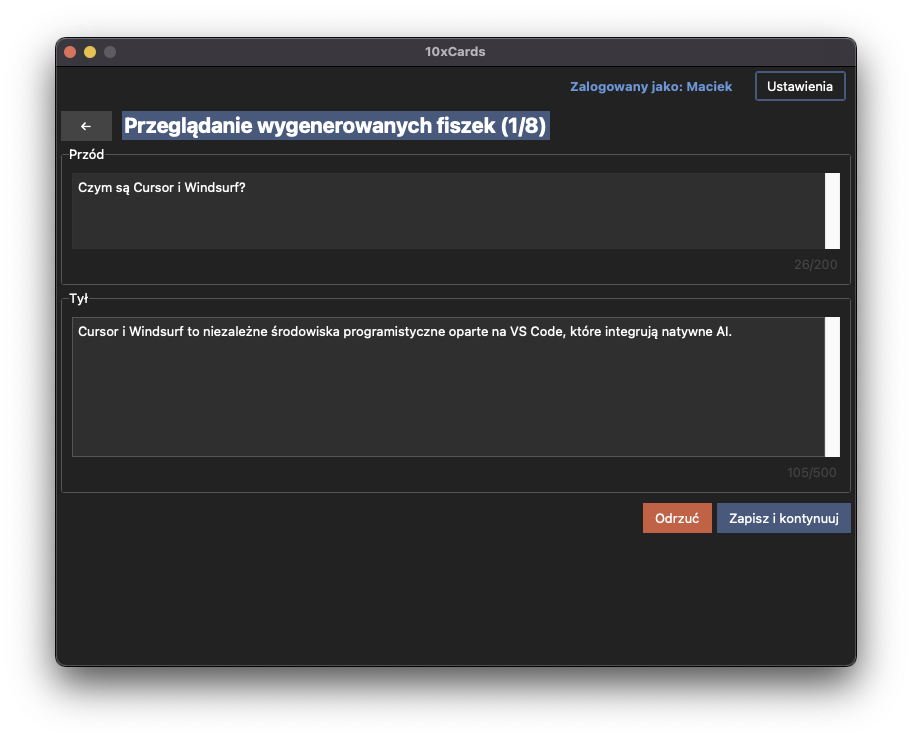 10xCards
Zalogowany jako: Maciek
Ustawienia
←
Przeglądanie wygenerowanych fiszek (1/8)
Przód
Czym są Cursor i Windsurf?
26/200
Tył
Cursor i Windsurf to niezależne środowiska programistyczne oparte na VS Code, które integrują natywne AI.
105/500
Odrzuć
Zapisz i kontynuuj